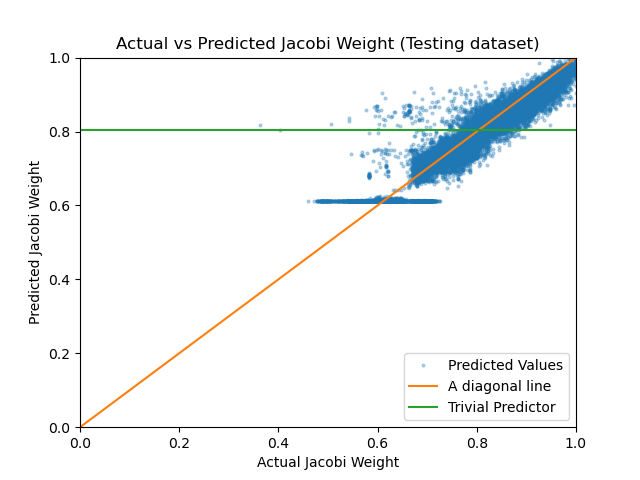 Actual vs Predicted Jacobi Weight (Testing dataset)
Predicted Jacobi Weight
1.0
0.8
0.6
0.4
0.2
0.0
Predicted Values
A diagonal line
Trivial Predictor
0.0 0.2 0.4 0.6 0.8 1.0
Actual Jacobi Weight